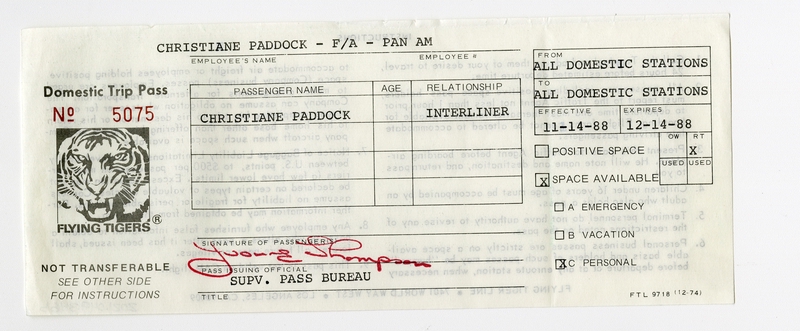 CHRISTIANE PADDOCK - F/A - PAN AM
EMPLOYEE'S NAME EMPLOYEE #
Domestic Trip Pass
Nº 5075
FLYING TIGERS ®
NOT TRANSFERABLE
SEE OTHER SIDE
FOR INSTRUCTIONS
PASSENGER NAME AGE RELATIONSHIP
CHRISTIANE PADDOCK INTERLINER
SIGNATURE OF PASSENGER(S)
Yvonne Thompson
PASS ISSUING OFFICIAL
SUPV. PASS BUREAU
TITLE
FROM
ALL DOMESTIC STATIONS
TO
ALL DOMESTIC STATIONS
EFFECTIVE EXPIRES
11-14-88 12-14-88
OW RT
POSITIVE SPACE X
USED USED
X SPACE AVAILABLE
A EMERGENCY
B VACATION
X C PERSONAL
FTL 9718 (12-74)